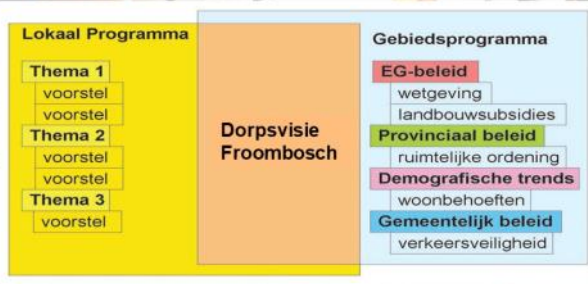 Lokaal Programma
Thema 1
voorstel
voorstel
Thema 2
voorstel
voorstel
Thema 3
voorstel
Dorpsvisie
Froombosch
Gebiedsprogramma
EG-beleid
wetgeving
landbouwsubsidies
Provinciaal beleid
ruimtelijke ordening
Demografische trends
woonbehoeften
Gemeentelijk beleid
verkeersveiligheid